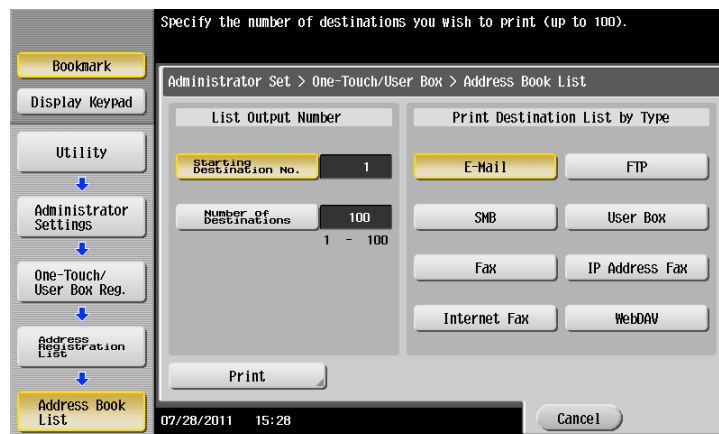 Specify the number of destinations you wish to print (up to 100).
Bookmark
Display Keypad
Utility
Administrator
Settings
One-Touch/
User Box Reg.
Address
Registration
List
Address Book
List
Administrator Set > One-Touch/User Box > Address Book List
List Output Number
Starting
Destination No.
1
Number of
Destinations
100
1 - 100
Print Destination List by Type
E-Mail
FTP
SMB
User Box
Fax
IP Address Fax
Internet Fax
WebDAV
Print
07/28/2011 15:28
Cancel